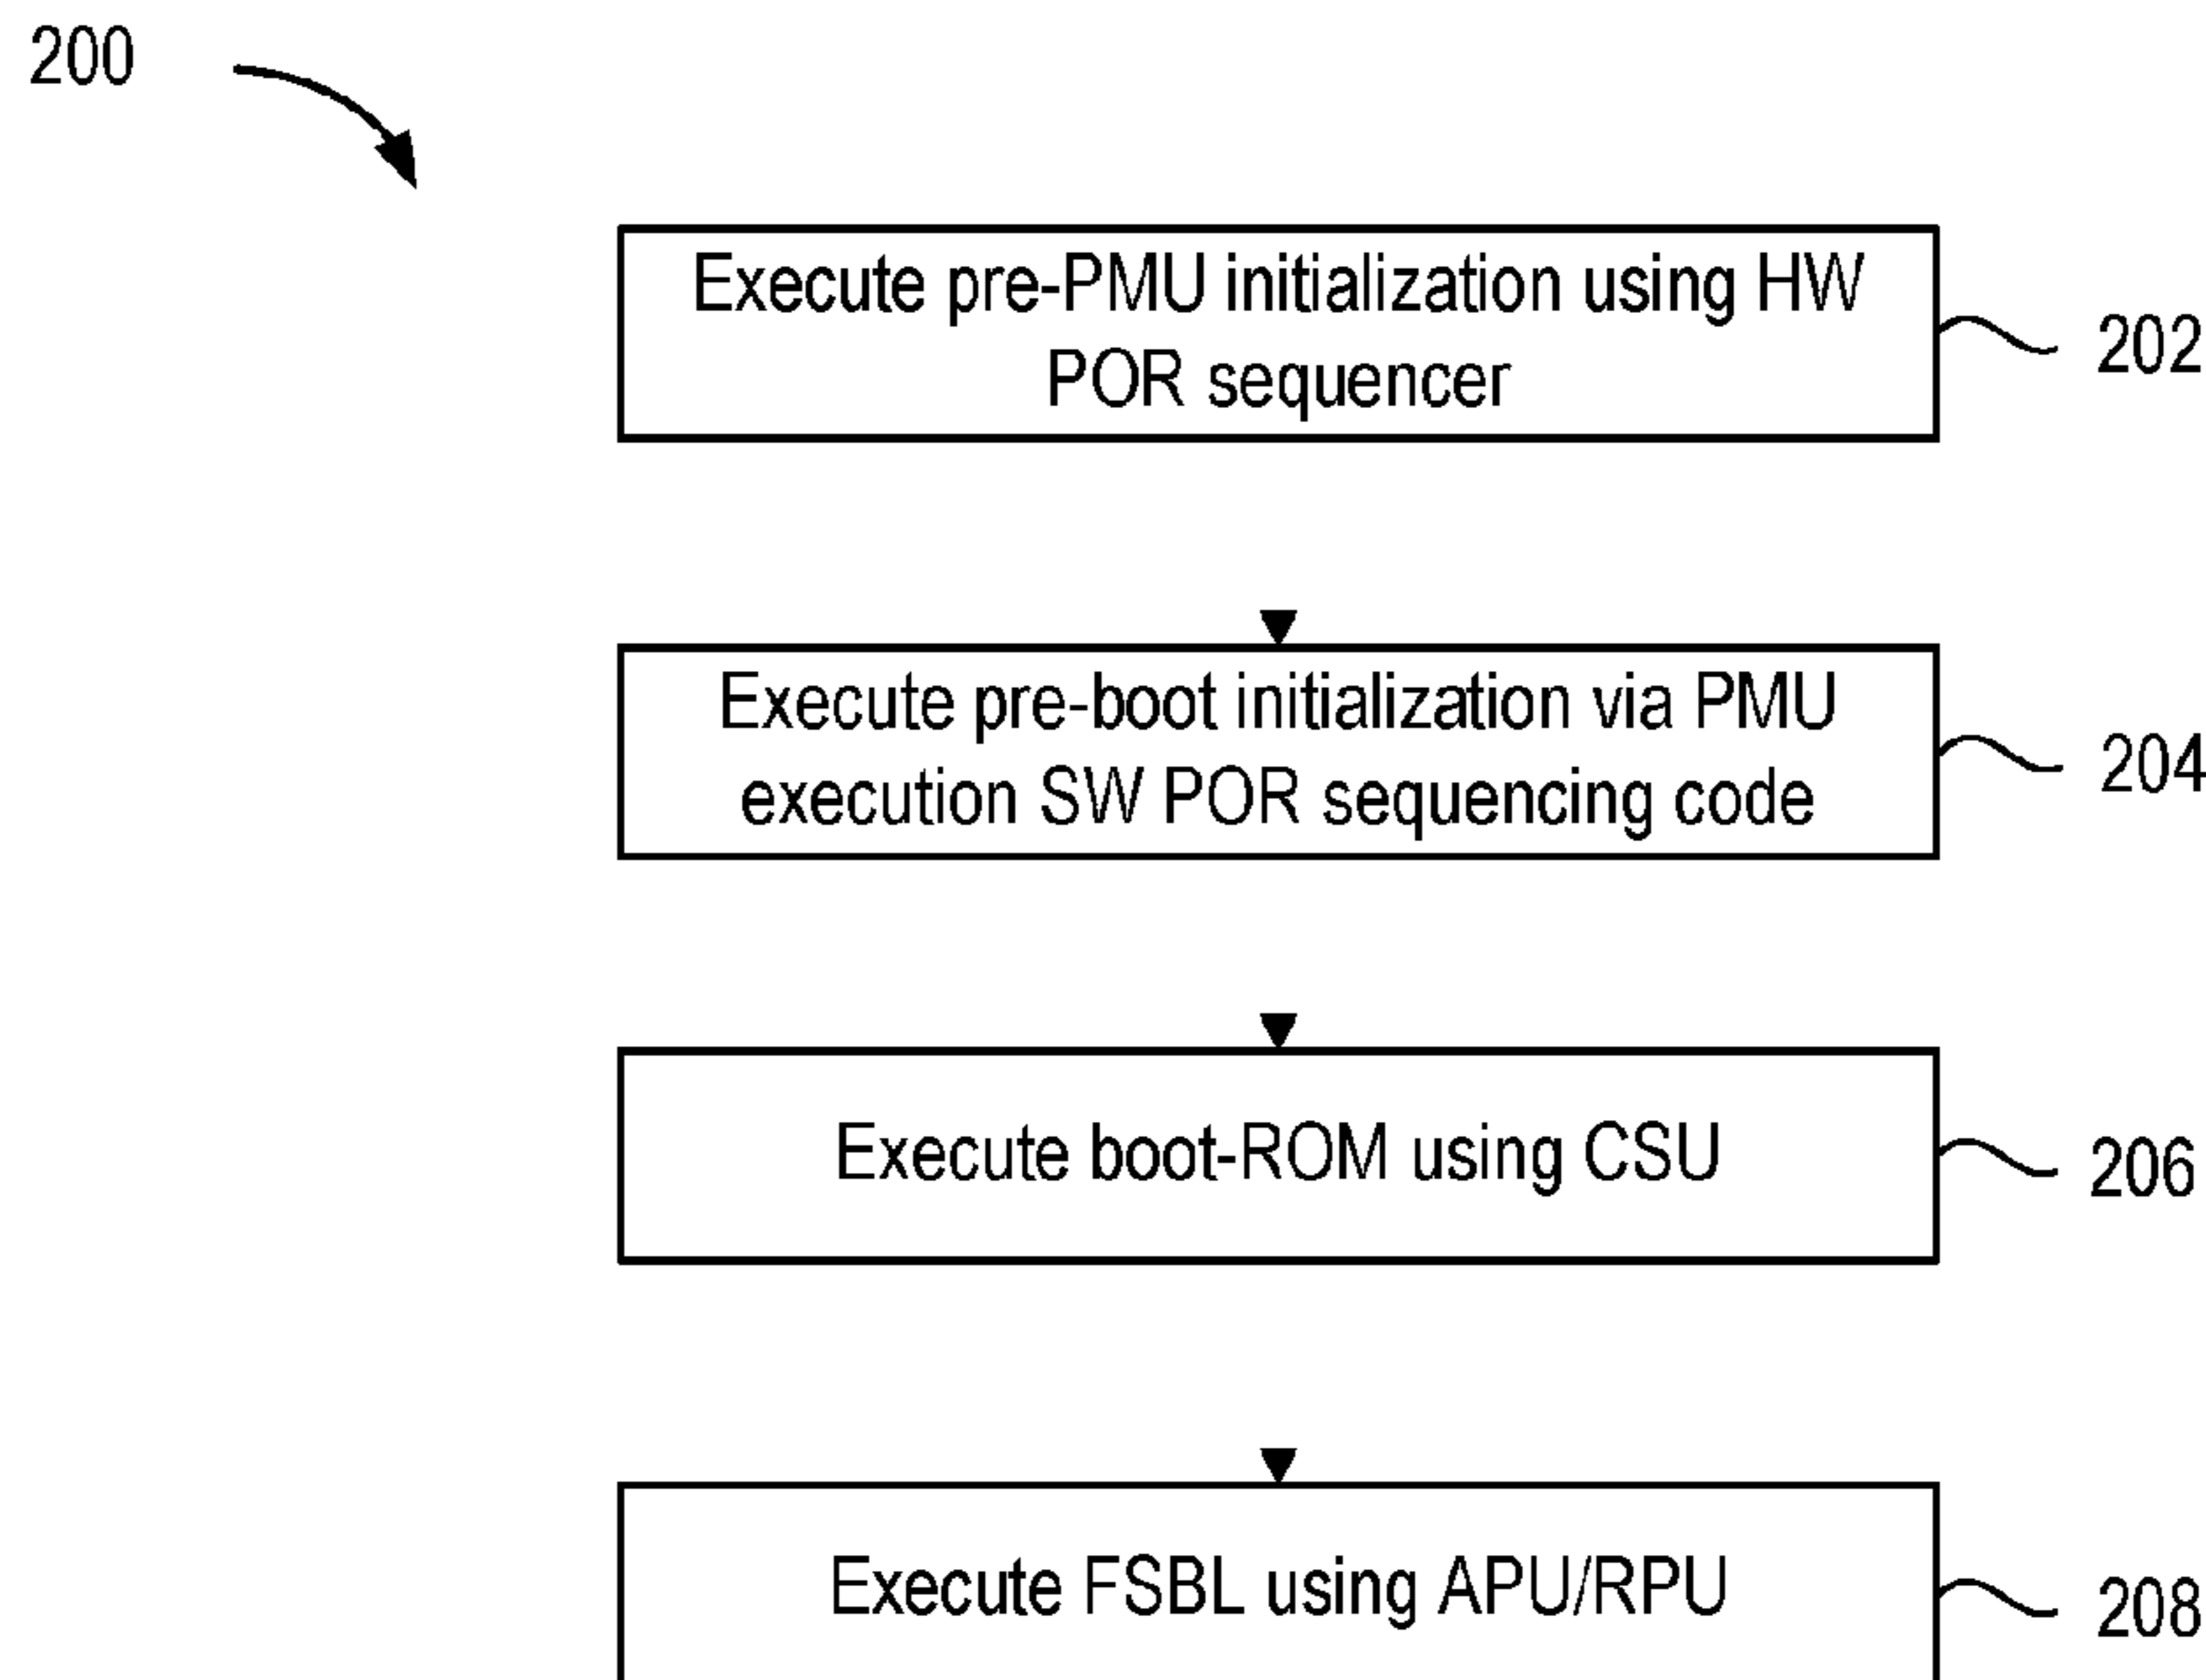 200
Execute pre-PMU initialization using HW
POR sequencer
202
Execute pre-boot initialization via PMU
execution SW POR sequencing code
204
Execute boot-ROM using CSU
206
Execute FSBL using APU/RPU
208